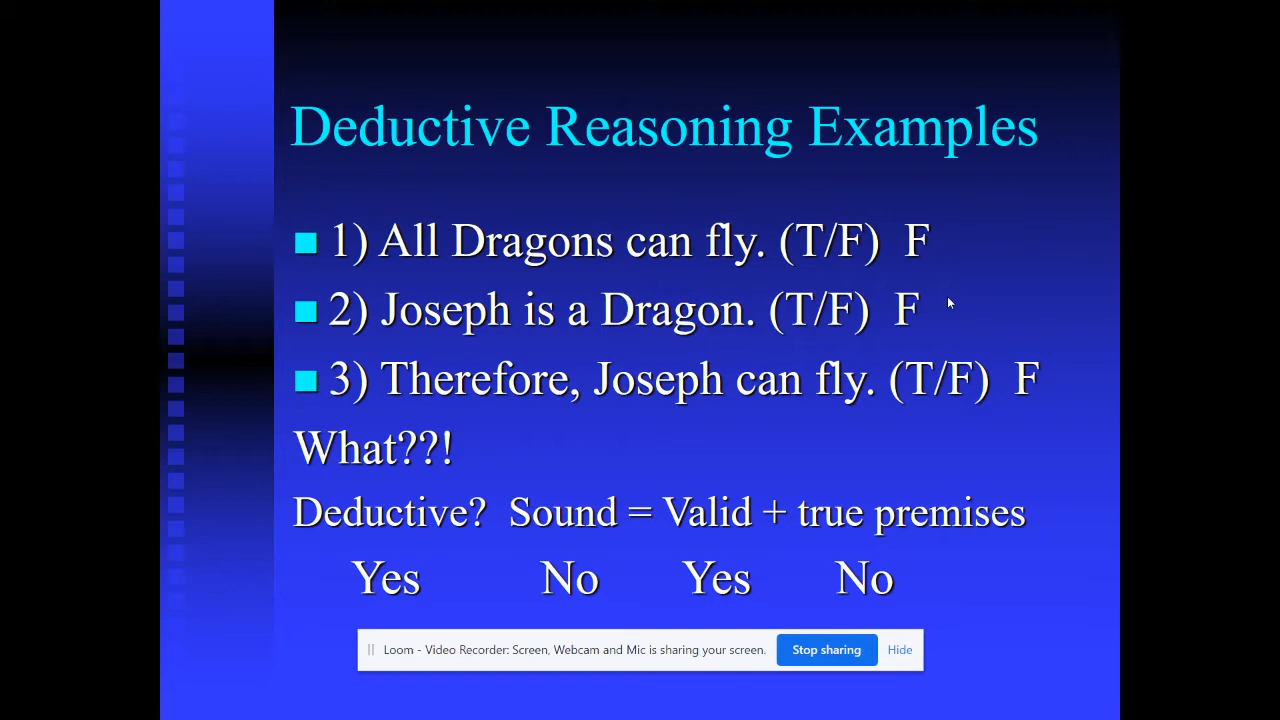 Deductive Reasoning Examples
1) All Dragons can fly. (T/F) F
2) Joseph is a Dragon. (T/F) F
3) Therefore, Joseph can fly. (T/F) F
What??!
Deductive? Sound = Valid + true premises
Yes No Yes No
Loom - Video Recorder: Screen, Webcam and Mic is sharing your screen. Stop sharing Hide